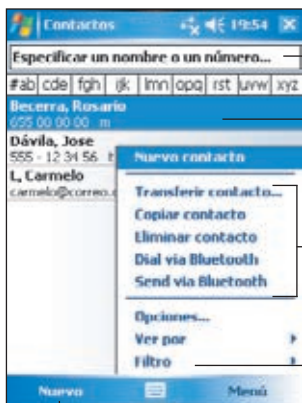 Contactos 19:54
Especificar un nombre o un número...
#ab cde fgh ijk lmn opq rst uvw xyz
Becerra, Rosario
655 00 00 00 m
Dávila, Jose
555 - 12 34 56
L, Carmelo
carmelo@correo.
Nuevo contacto
Transferir contacto...
Copiar contacto
Eliminar contacto
Dial via Bluetooth
Send via Bluetooth
Opciones...
Ver por
Filtro
Nuevo Menú